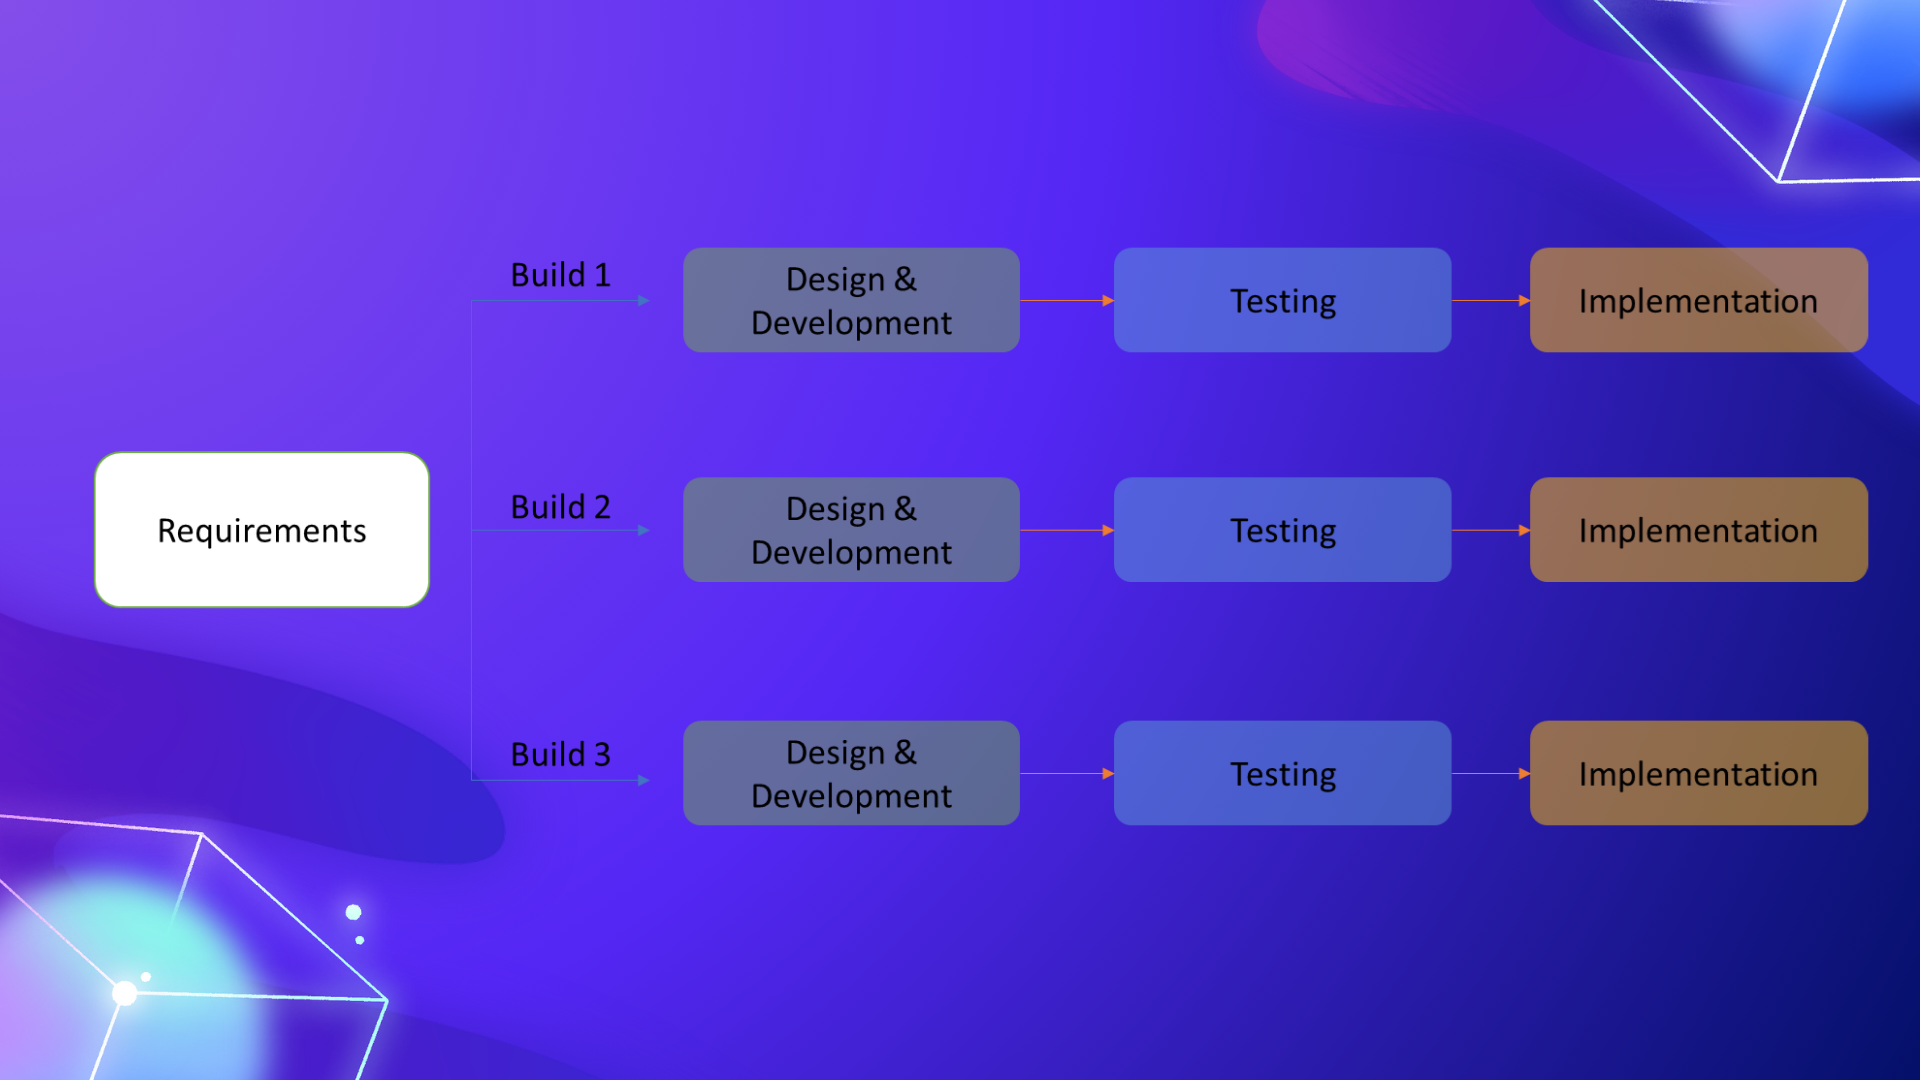 Build 1
Design &
Development
Testing
Implementation
Requirements
Build 2
Design &
Development
Testing
Implementation
Build 3
Design &
Development
Testing
Implementation